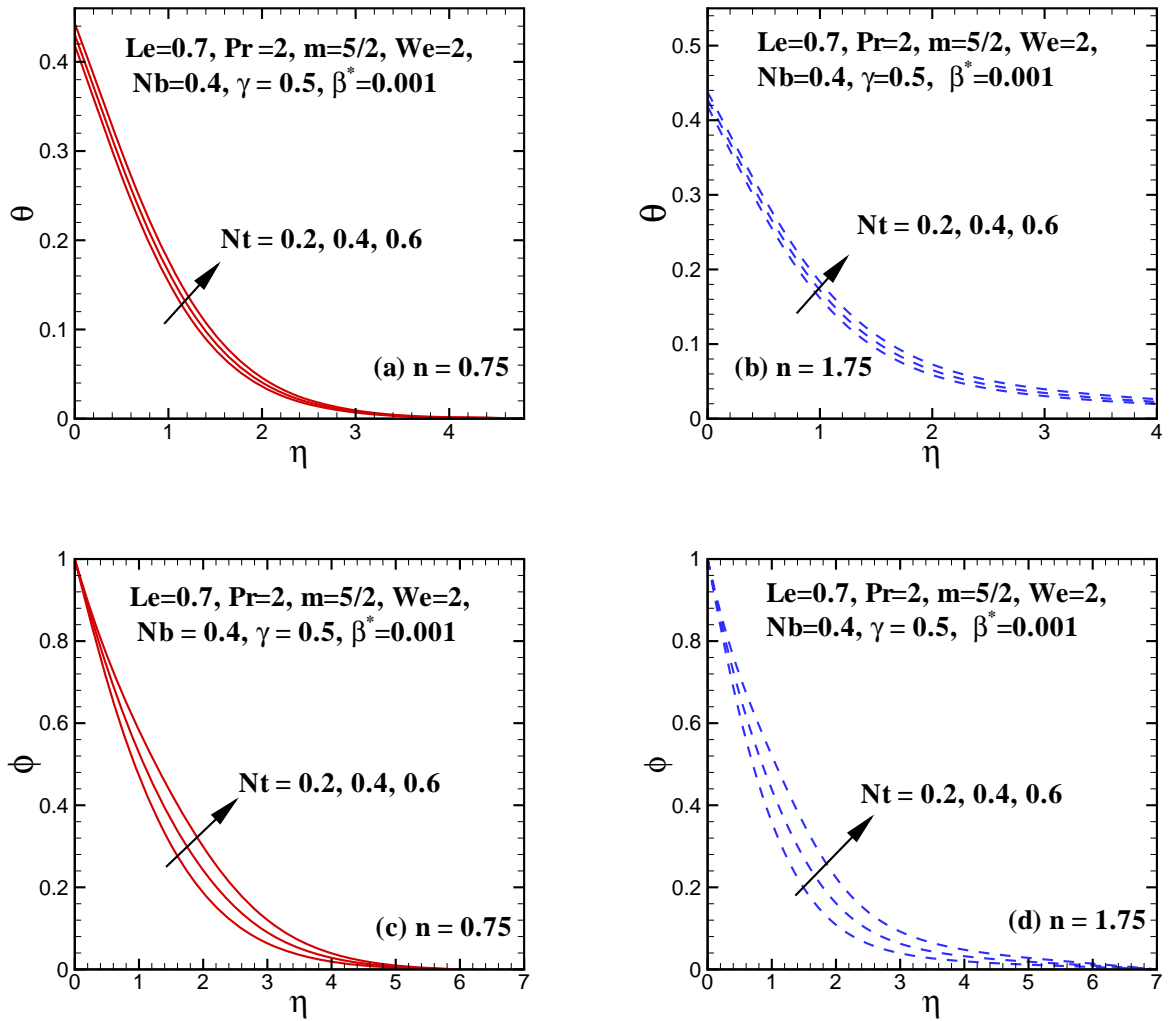 Le=0.7, Pr =2, m=5/2, We=2,
Nb=0.4, γ = 0.5, β*=0.001
Nt = 0.2, 0.4, 0.6
(a) n = 0.75
θ
0.4
0.3
0.2
0.1
0
0 1 2 3 4
η
Le=0.7, Pr=2, m=5/2, We=2,
Nb=0.4, γ=0.5, β*=0.001
Nt = 0.2, 0.4, 0.6
(b) n = 1.75
θ
0.5
0.4
0.3
0.2
0.1
0
0 1 2 3 4
η
Le=0.7, Pr=2, m=5/2, We=2,
Nb = 0.4, γ = 0.5, β*=0.001
Nt = 0.2, 0.4, 0.6
(c) n = 0.75
ϕ
1
0.8
0.6
0.4
0.2
0
0 1 2 3 4 5 6 7
η
Le=0.7, Pr=2, m=5/2, We=2,
Nb=0.4, γ = 0.5, β*=0.001
Nt = 0.2, 0.4, 0.6
(d) n = 1.75
ϕ
1
0.8
0.6
0.4
0.2
0
0 1 2 3 4 5 6 7
η